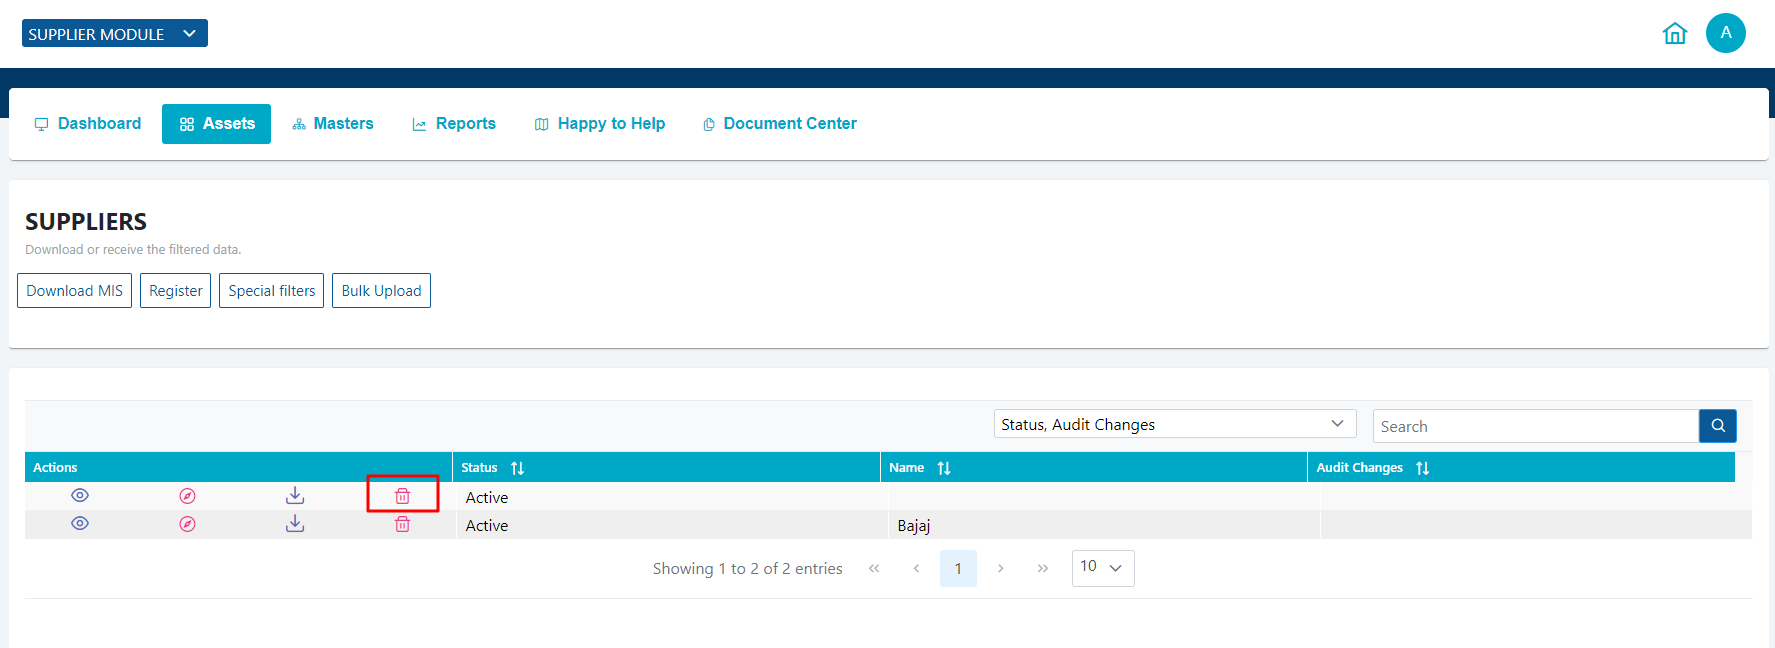 SUPPLIER MODULE
A
Dashboard Assets Masters Reports Happy to Help Document Center
SUPPLIERS
Download or receive the filtered data.
Download MIS Register Special filters Bulk Upload
Status, Audit Changes Search
Actions Status Name Audit Changes
Active
Active Bajaj
Showing 1 to 2 of 2 entries « ‹ 1 › » 10